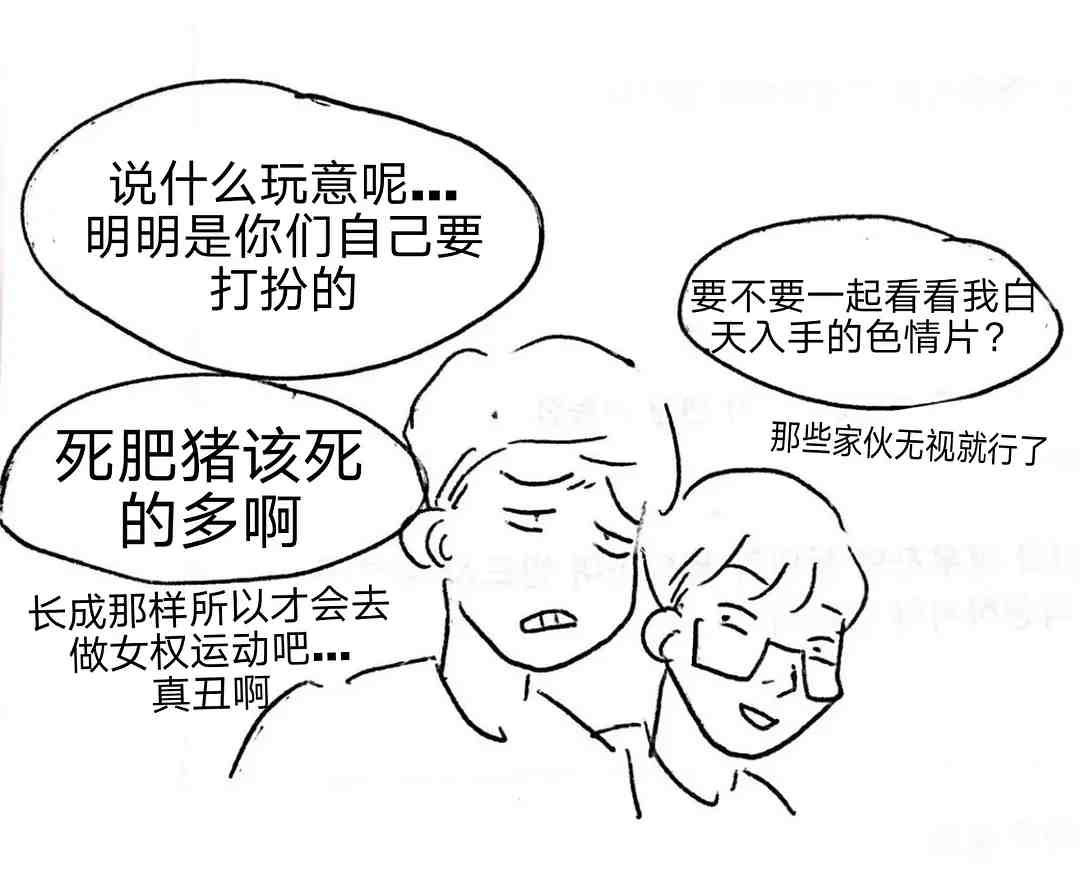 说什么玩意呢...
明明是你们自己要
打扮的
要不要一起看看我白
天入手的色情片？
那些家伙无视就行了
死肥猪该死
的多啊
长成那样所以才会去
做女权运动吧...
真丑啊